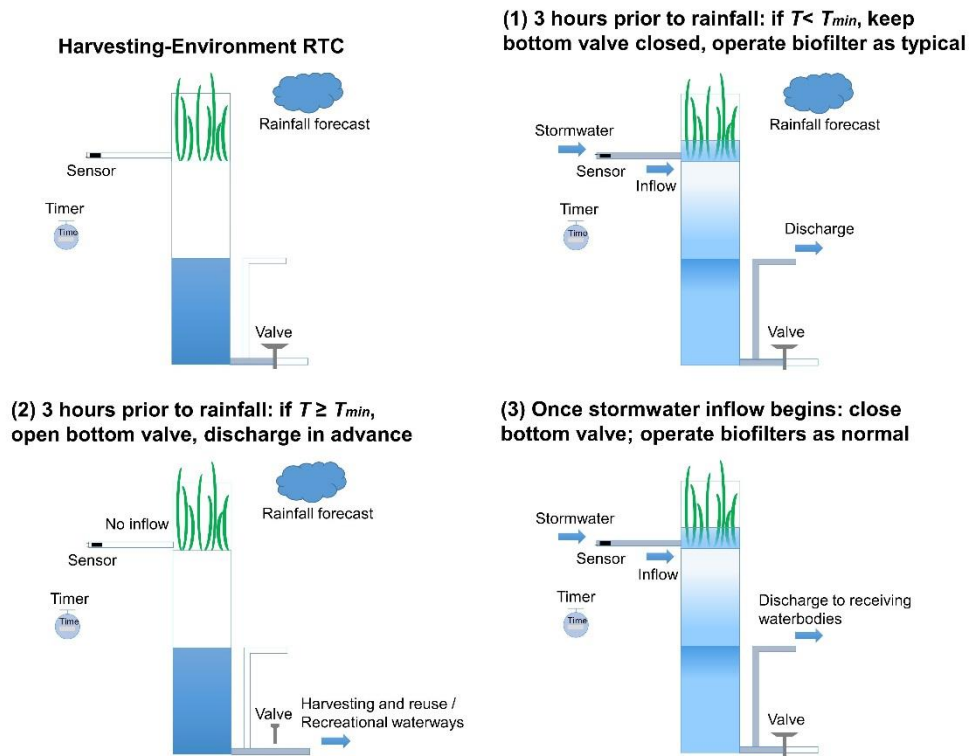 Harvesting-Environment RTC
Rainfall forecast
Sensor
Timer
Time
Valve
(1) 3 hours prior to rainfall: if T< Tmin, keep
bottom valve closed, operate biofilter as typical
Rainfall forecast
Stormwater
Sensor
Inflow
Timer
Time
Discharge
Valve
(2) 3 hours prior to rainfall: if T ≥ Tmin,
open bottom valve, discharge in advance
Rainfall forecast
No inflow
Sensor
Timer
Time
Valve
Harvesting and reuse /
Recreational waterways
(3) Once stormwater inflow begins: close
bottom valve; operate biofilters as normal
Stormwater
Sensor
Inflow
Timer
Time
Discharge to receiving
waterbodies
Valve